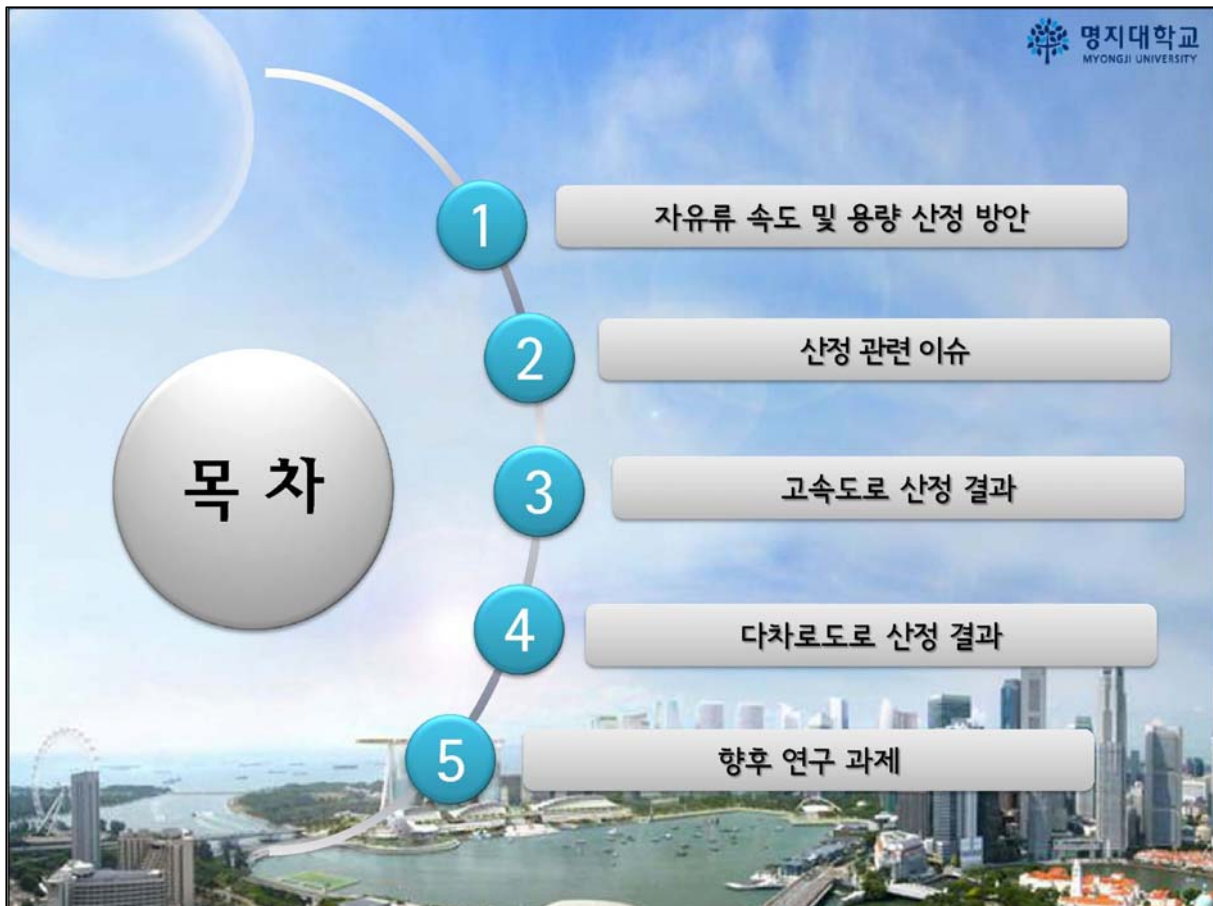 명지대학교
MYONGJI UNIVERSITY
목 차
1
자유류 속도 및 용량 산정 방안
2
산정 관련 이슈
3
고속도로 산정 결과
4
다차로도로 산정 결과
5
향후 연구 과제